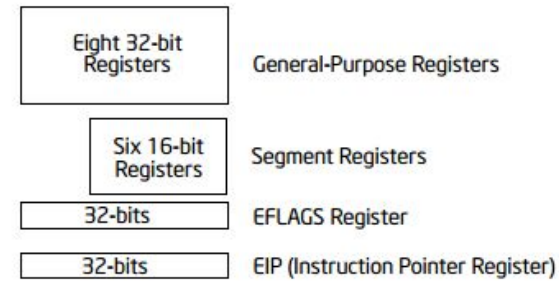 Eight 32-bit
Registers
General-Purpose Registers
Six 16-bit
Registers
Segment Registers
32-bits
EFLAGS Register
32-bits
EIP (Instruction Pointer Register)